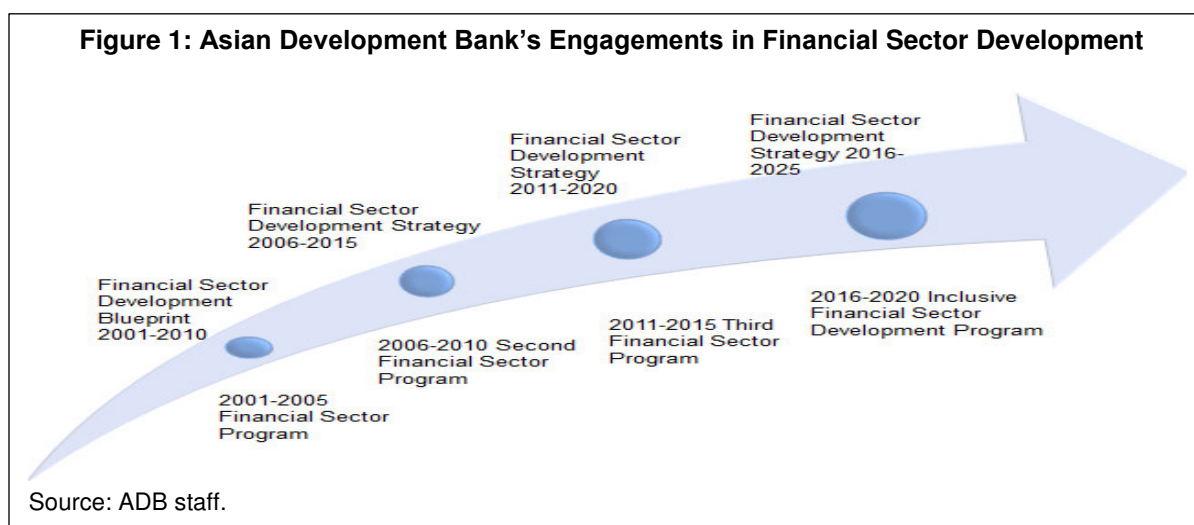 Figure 1: Asian Development Bank's Engagements in Financial Sector Development
Financial Sector
Development
Strategy 2016-
2025
Financial Sector
Development
Strategy
2011-2020
Financial Sector
Development Strategy
2006-2015
Financial Sector
Development
Blueprint
2001-2010
2016-2020 Inclusive
Financial Sector
Development Program
2011-2015 Third
Financial Sector
Program
2006-2010 Second
Financial Sector
Program
2001-2005
Financial Sector
Program
Source: ADB staff.